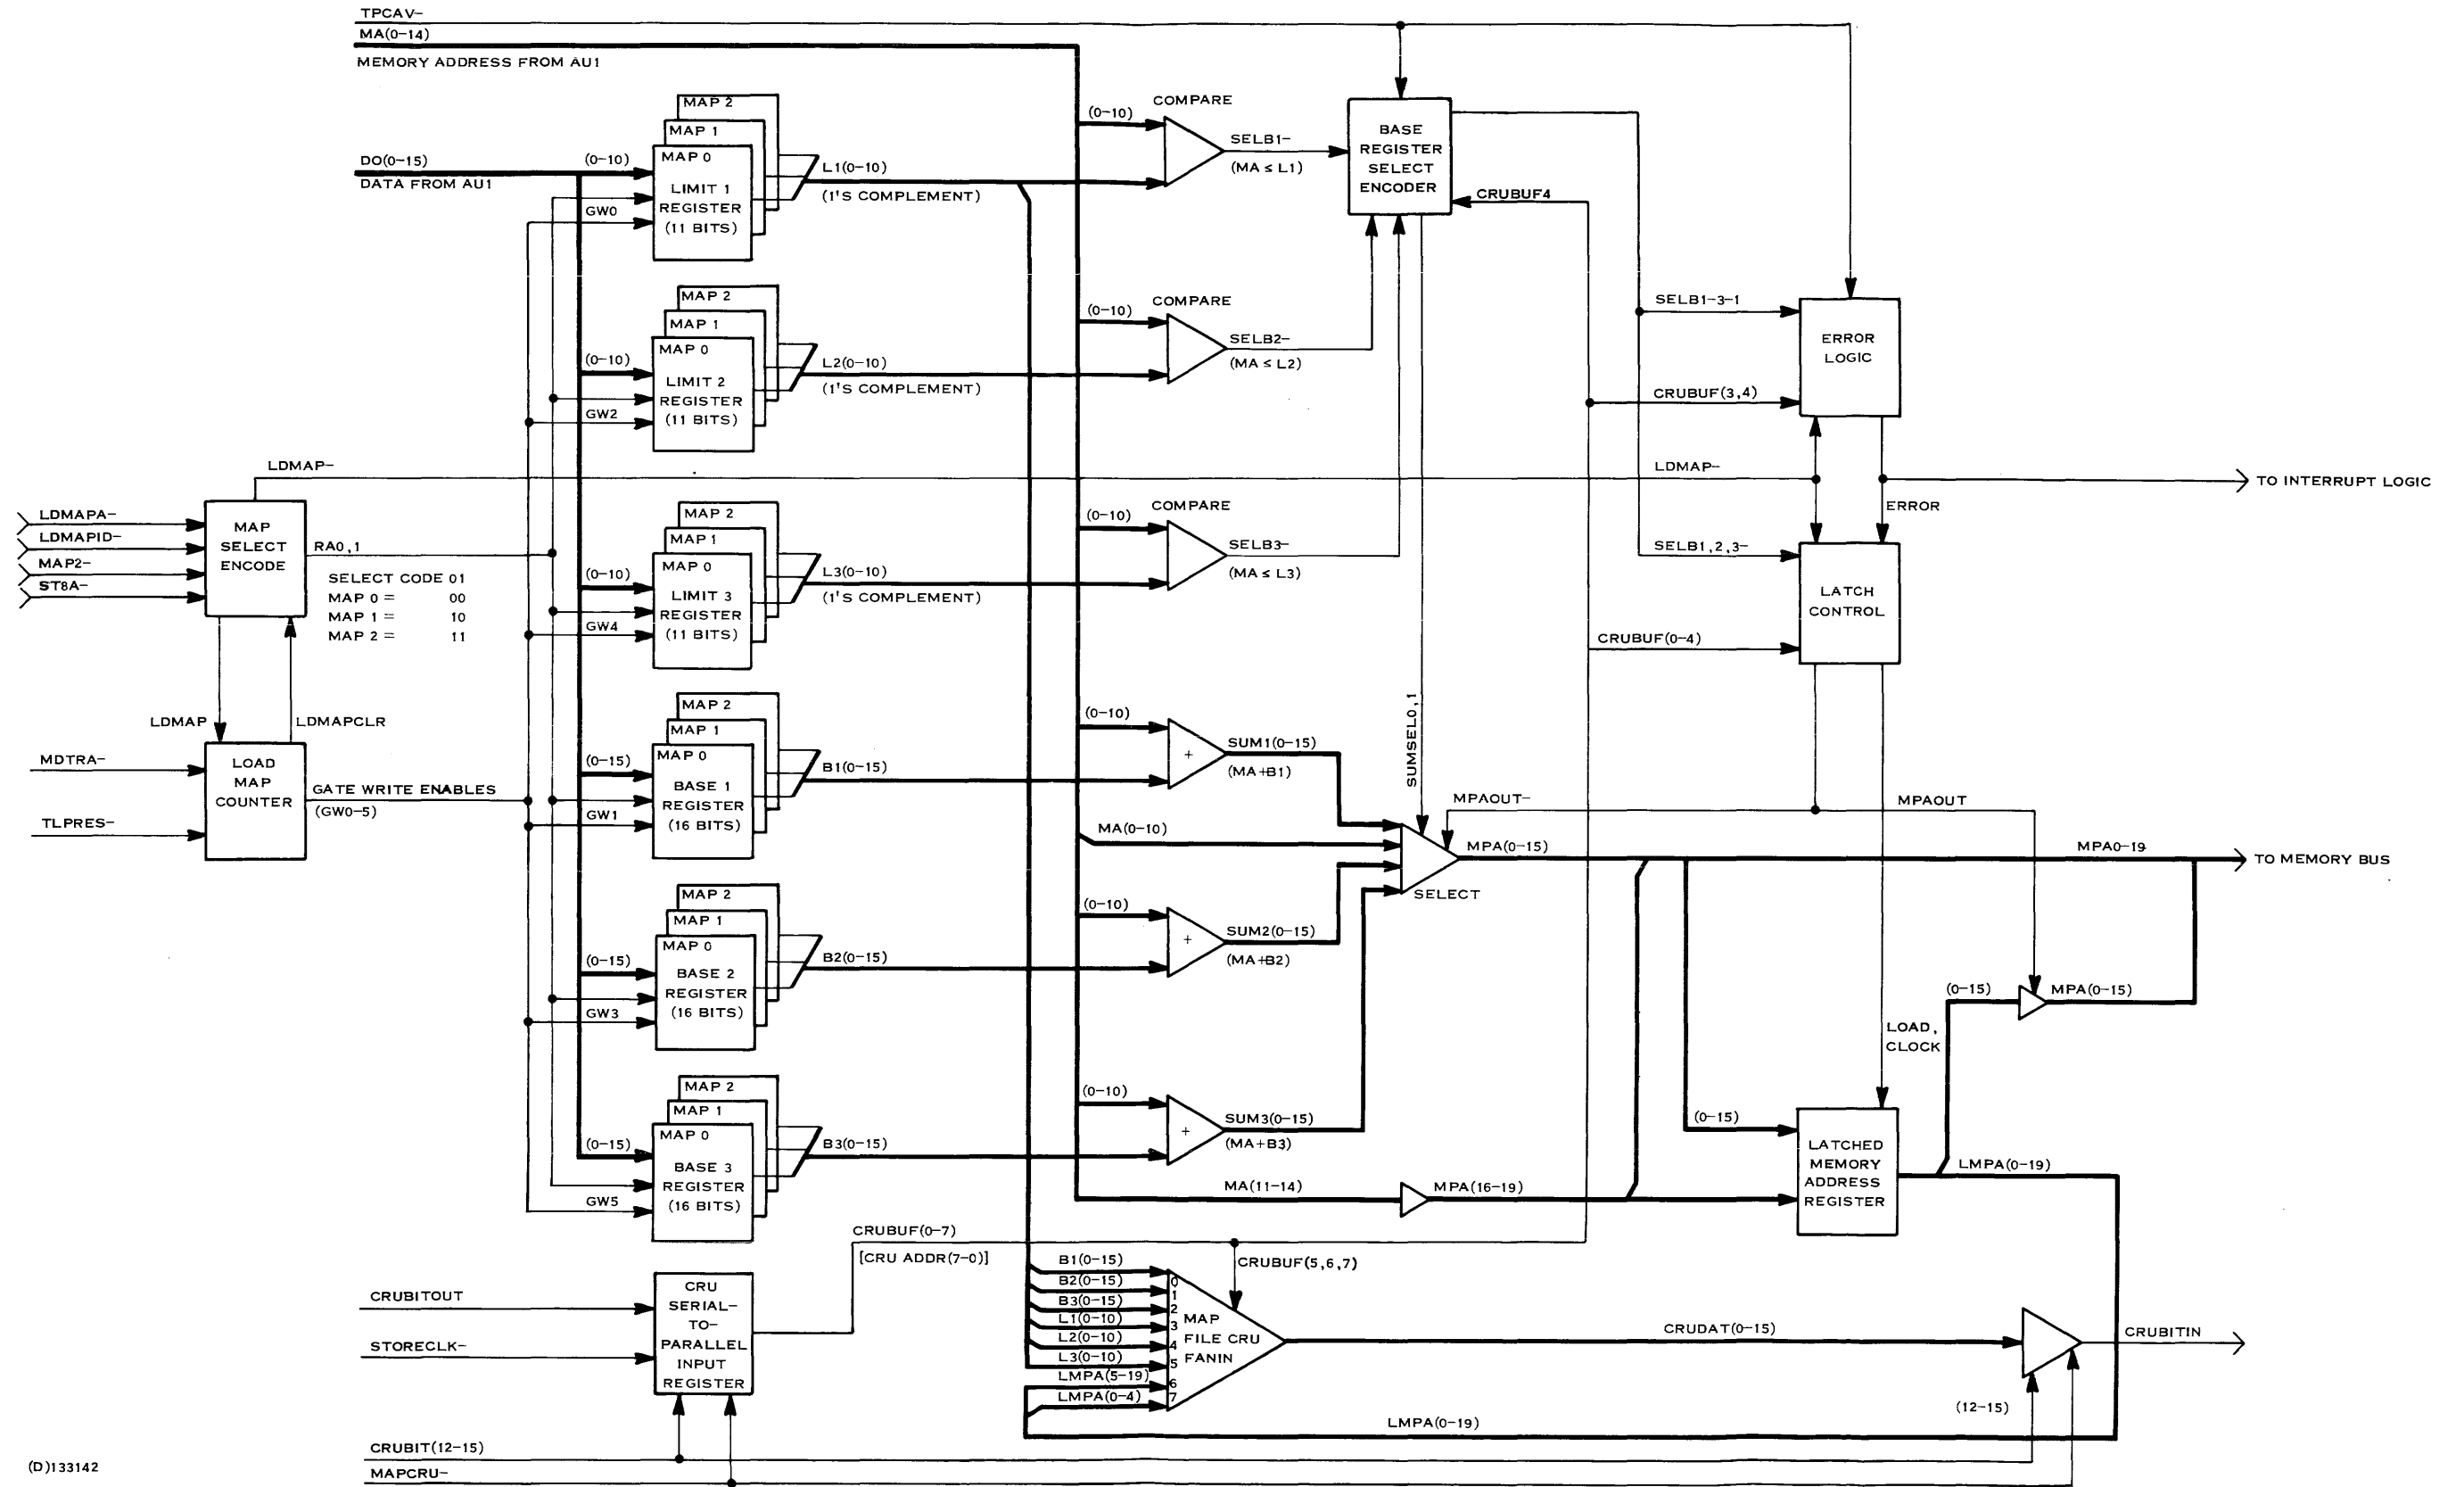 TPCAV-
MA(0-14)
MEMORY ADDRESS FROM AU1
DO(0-15)
DATA FROM AU1
MAP 2
MAP 1
MAP 0
LIMIT 1
REGISTER
(11 BITS)
(0-10)
GW0
L1(0-10)
(1'S COMPLEMENT)
(0-10)
COMPARE
SELB1-
(MA ≤ L1)
BASE
REGISTER
SELECT
ENCODER
CRUBUF4
MAP 2
MAP 1
MAP 0
LIMIT 2
REGISTER
(11 BITS)
(0-10)
GW2
L2(0-10)
(1'S COMPLEMENT)
(0-10)
COMPARE
SELB2-
(MA ≤ L2)
SELB1-3-1
ERROR
LOGIC
CRUBUF(3,4)
LDMAP-
LDMAP-
TO INTERRUPT LOGIC
ERROR
LDMAPA-
LDMAPID-
MAP2-
ST8A-
MAP
SELECT
ENCODE
RA0,1
SELECT CODE 01
MAP 0 = 00
MAP 1 = 10
MAP 2 = 11
MAP 2
MAP 1
MAP 0
LIMIT 3
REGISTER
(11 BITS)
(0-10)
GW4
L3(0-10)
(1'S COMPLEMENT)
(0-10)
COMPARE
SELB3-
(MA ≤ L3)
SELB1,2,3-
LATCH
CONTROL
CRUBUF(0-4)
LDMAP
LDMAPCLR
MDTRA-
TLPRES-
LOAD
MAP
COUNTER
GATE WRITE ENABLES
(GW0-5)
MAP 2
MAP 1
MAP 0
BASE 1
REGISTER
(16 BITS)
(0-15)
GW1
B1(0-15)
(0-10)
+
SUM1(0-15)
(MA+B1)
SUMSEL0,1
MPAOUT-
MPAOUT
MA(0-10)
SELECT
MPA(0-15)
MPA0-19
TO MEMORY BUS
MAP 2
MAP 1
MAP 0
BASE 2
REGISTER
(16 BITS)
(0-15)
GW3
B2(0-15)
(0-10)
+
SUM2(0-15)
(MA+B2)
(0-15)
MPA(0-15)
LOAD,
CLOCK
MAP 2
MAP 1
MAP 0
BASE 3
REGISTER
(16 BITS)
(0-15)
GW5
B3(0-15)
(0-10)
+
SUM3(0-15)
(MA+B3)
(0-15)
LATCHED
MEMORY
ADDRESS
REGISTER
LMPA(0-19)
MA(11-14)
MPA(16-19)
CRUBUF(0-7)
[CRU ADDR(7-0)]
CRUBUF(5,6,7)
CRUBITOUT
STORECLK-
CRU
SERIAL-
TO-
PARALLEL
INPUT
REGISTER
B1(0-15)
B2(0-15)
B3(0-15)
L1(0-10)
L2(0-10)
L3(0-10)
LMPA(5-19)
LMPA(0-4)
0
1
2
3
4
5
6
7
MAP
FILE CRU
FANIN
CRUDAT(0-15)
CRUBITIN
(12-15)
LMPA(0-19)
CRUBIT(12-15)
MAPCRU-
(D)133142